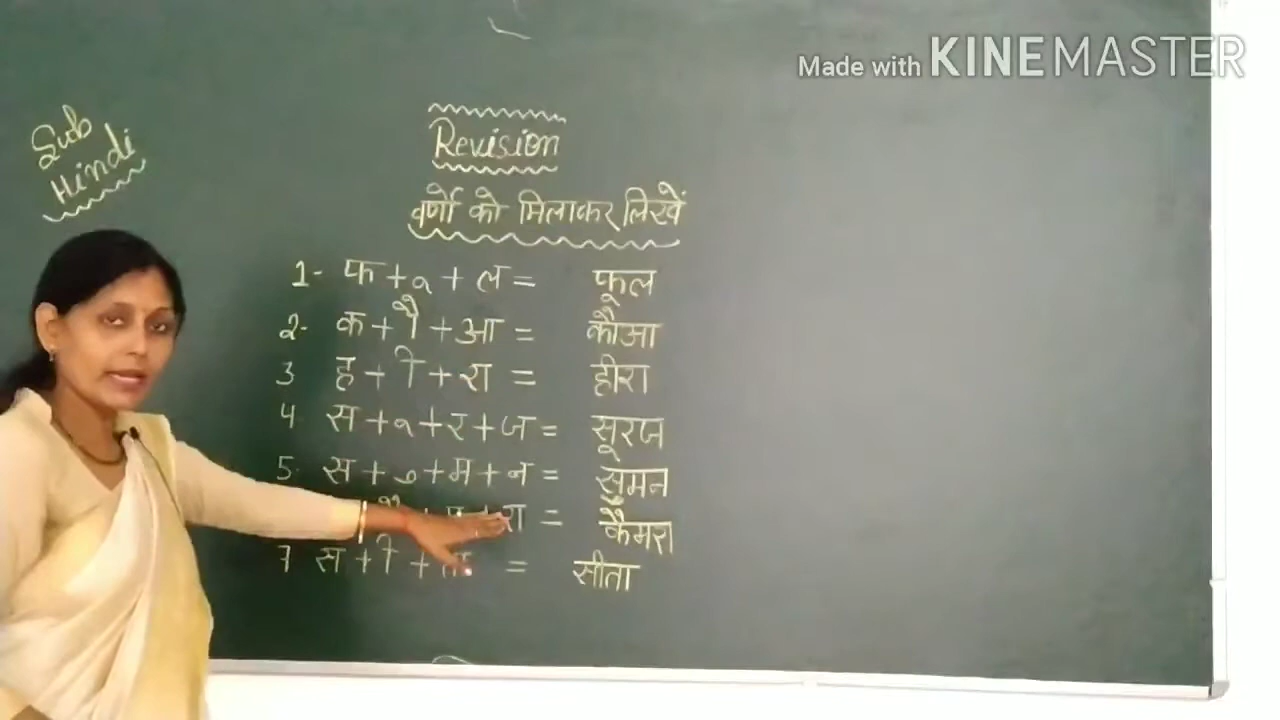 Made with KINEMASTER
Sub
Hindi
Revision
वर्णो को मिलाकर लिखें
1- फ + ू + ल = फूल
2- क + ौ + आ = कौआ
3 ह + ी + रा = हीरा
4 स + ू + र + ज = सूरज
5- स + ु + म + न = सुमन
ै + म + रा = कैमरा
7 स + ी + ता = सीता